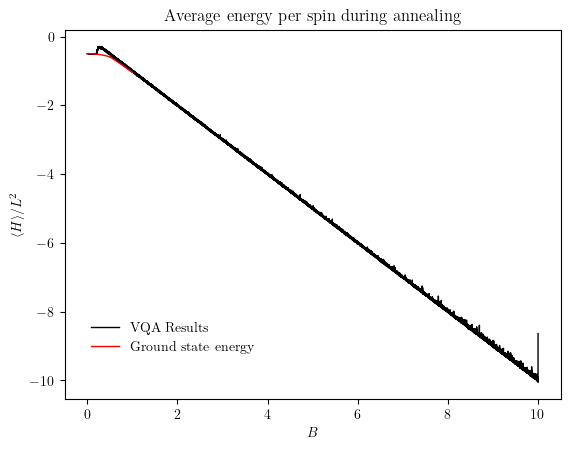 Average energy per spin during annealing
0
−2
−4
−6
−8
−10
⟨H⟩/L²
VQA Results
Ground state energy
0 2 4 6 8 10
B